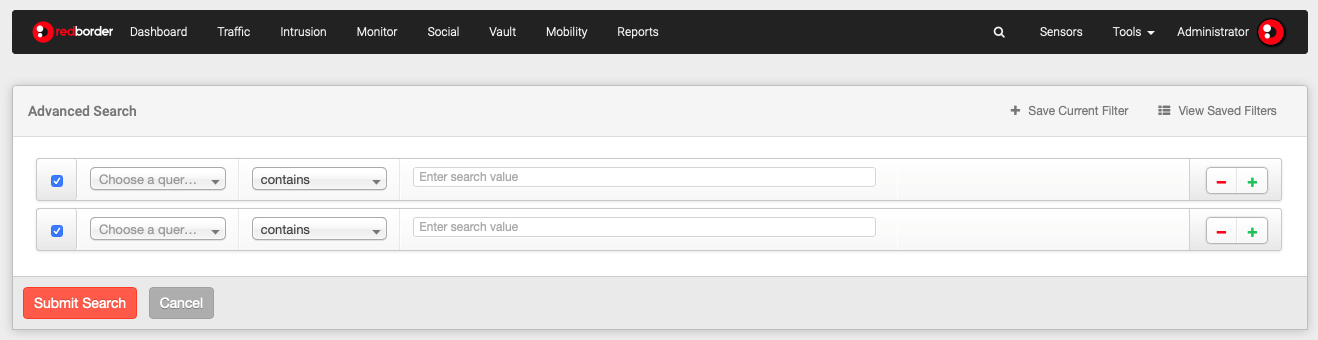 redborder Dashboard Traffic Intrusion Monitor Social Vault Mobility Reports Sensors Tools Administrator
Advanced Search Save Current Filter View Saved Filters
Choose a quer... contains Enter search value
Choose a quer... contains Enter search value
Submit Search Cancel